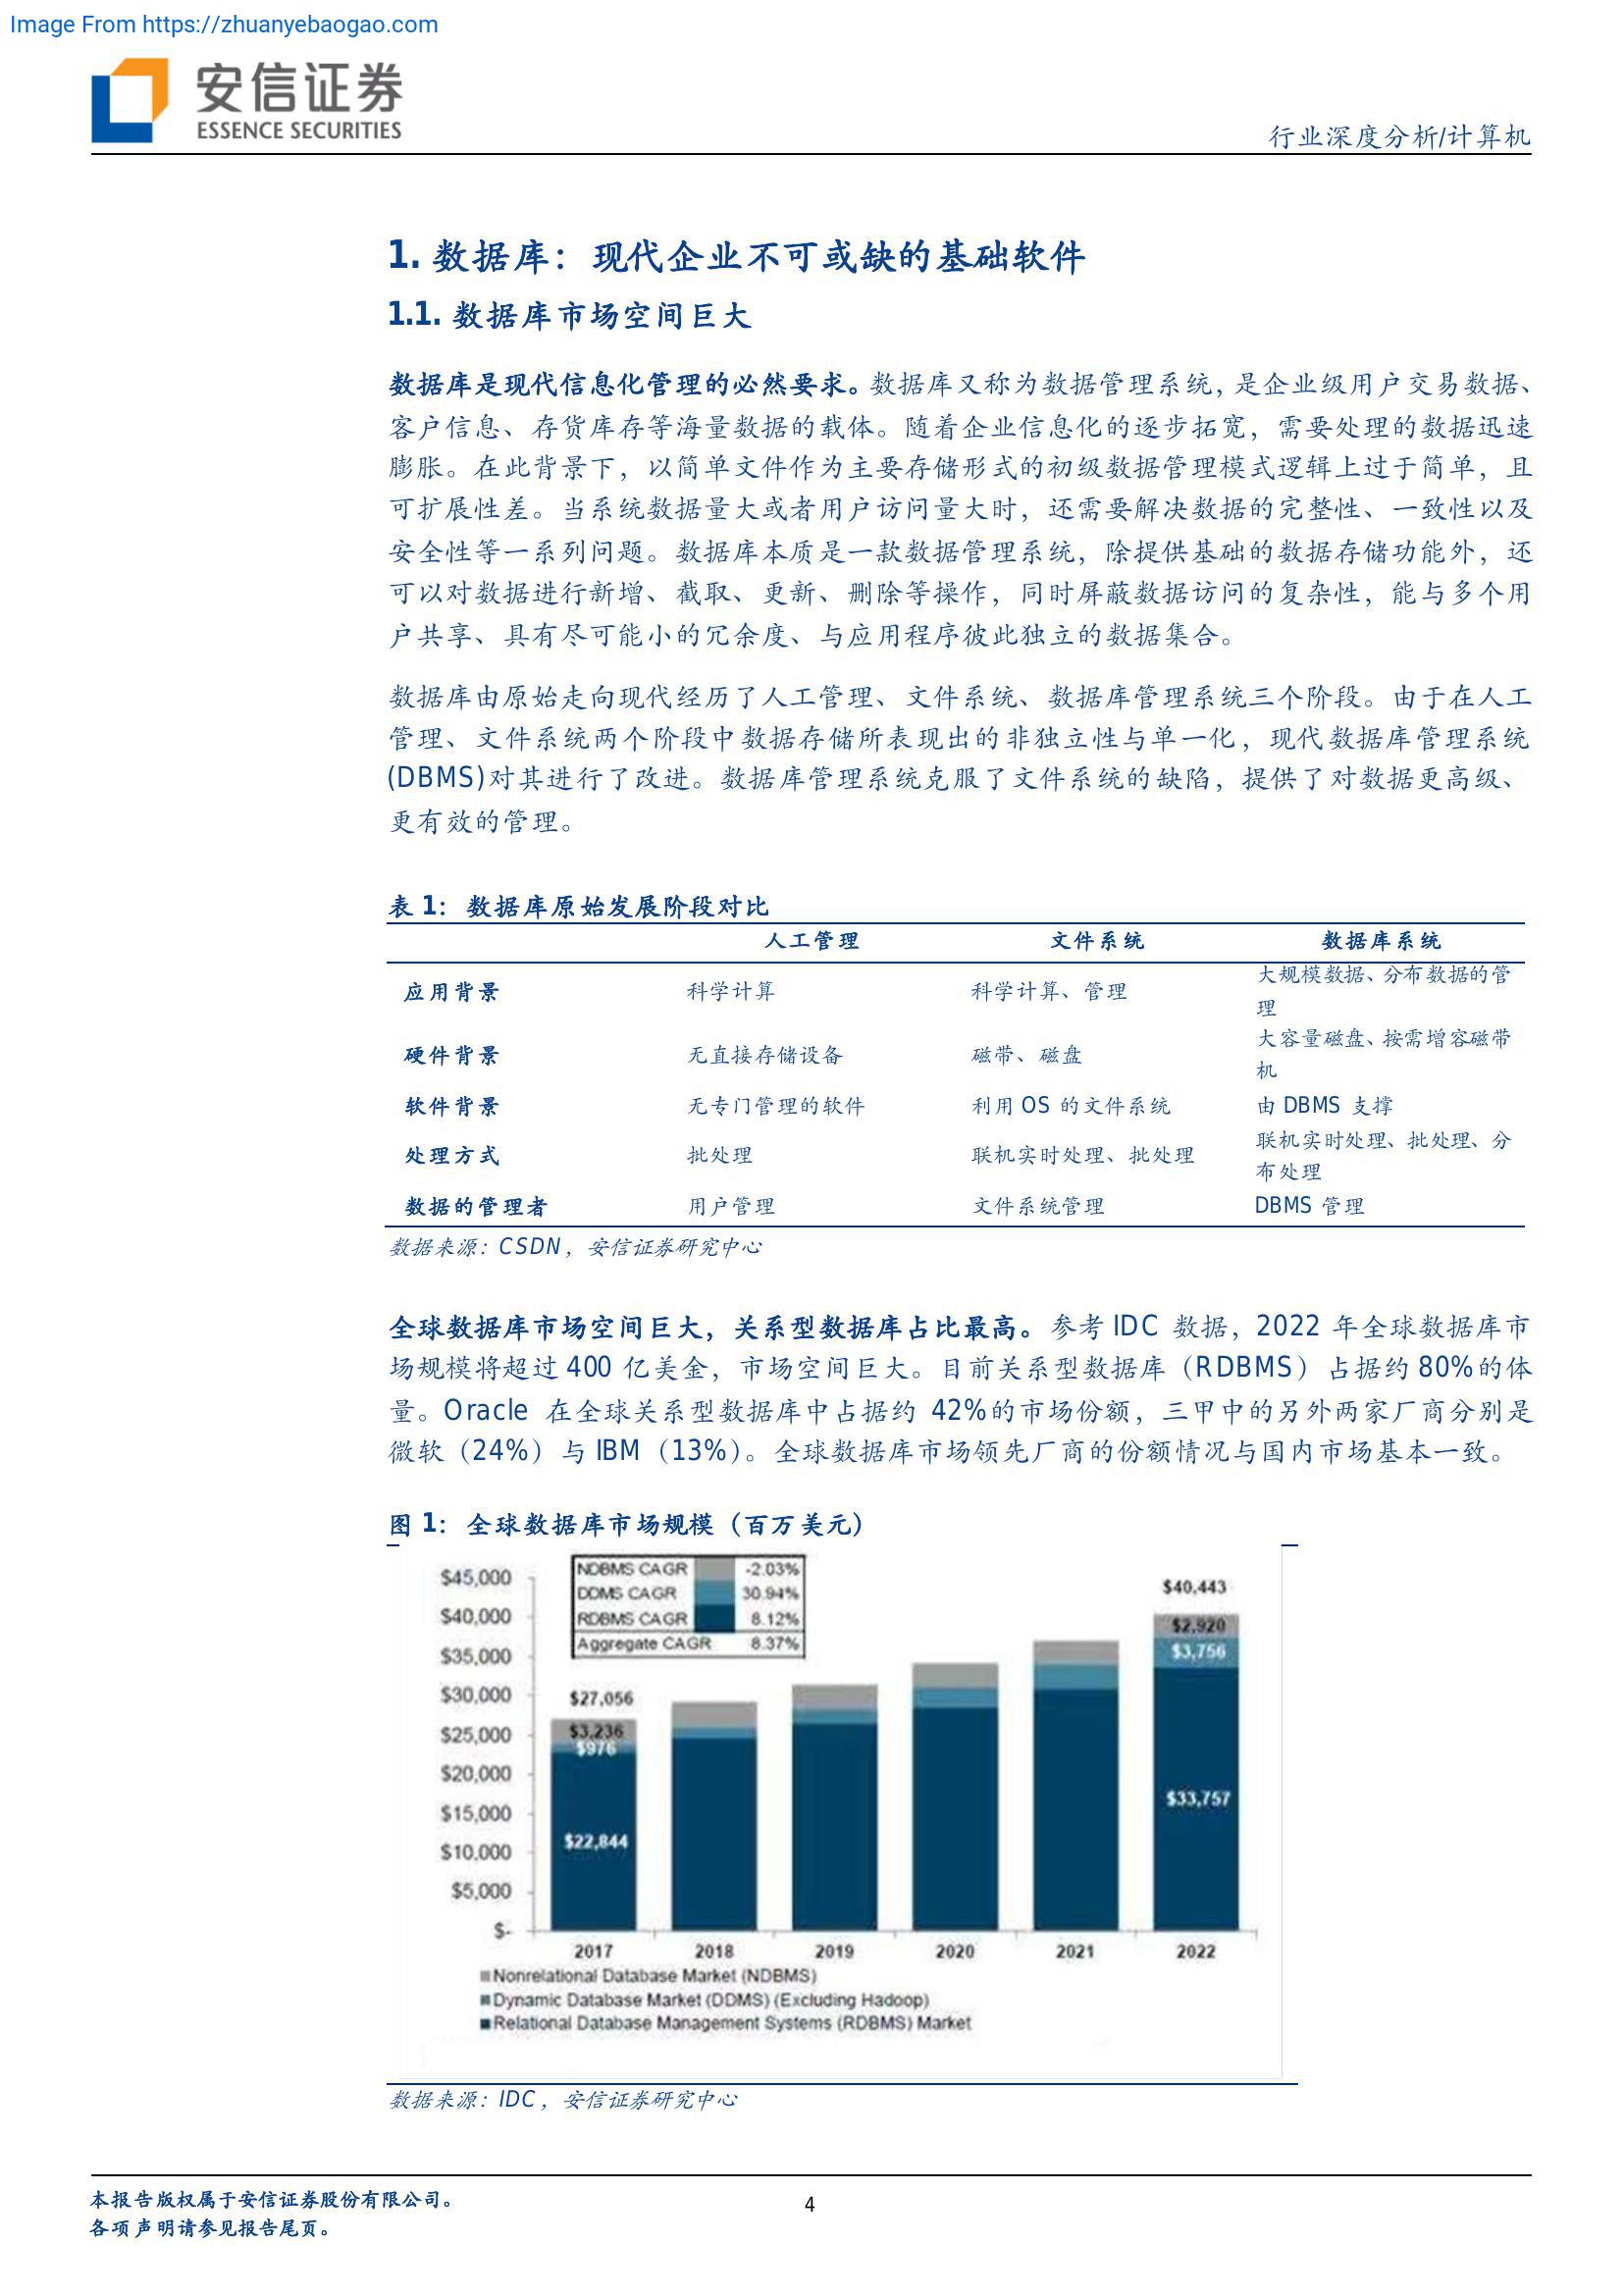 Image From https://zhuanyebaogao.com
安信证券
ESSENCE SECURITIES
行业深度分析/计算机
1. 数据库：现代企业不可或缺的基础软件
1.1. 数据库市场空间巨大
数据库是现代信息化管理的必然要求。数据库又称为数据管理系统，是企业级用户交易数据、
客户信息、存货库存等海量数据的载体。随着企业信息化的逐步拓宽，需要处理的数据迅速
膨胀。在此背景下，以简单文件作为主要存储形式的初级数据管理模式逻辑上过于简单，且
可扩展性差。当系统数据量大或者用户访问量大时，还需要解决数据的完整性、一致性以及
安全性等一系列问题。数据库本质是一款数据管理系统，除提供基础的数据存储功能外，还
可以对数据进行新增、截取、更新、删除等操作，同时屏蔽数据访问的复杂性，能与多个用
户共享、具有尽可能小的冗余度、与应用程序彼此独立的数据集合。
数据库由原始走向现代经历了人工管理、文件系统、数据库管理系统三个阶段。由于在人工
管理、文件系统两个阶段中数据存储所表现出的非独立性与单一化，现代数据库管理系统
(DBMS)对其进行了改进。数据库管理系统克服了文件系统的缺陷，提供了对数据更高级、
更有效的管理。
表 1：数据库原始发展阶段对比
人工管理 文件系统 数据库系统
应用背景 科学计算 科学计算、管理 大规模数据、分布数据的管
理
硬件背景 无直接存储设备 磁带、磁盘 大容量磁盘、按需增容磁带
机
软件背景 无专门管理的软件 利用 OS 的文件系统 由 DBMS 支撑
处理方式 批处理 联机实时处理、批处理 联机实时处理、批处理、分
布处理
数据的管理者 用户管理 文件系统管理 DBMS 管理
数据来源：CSDN，安信证券研究中心
全球数据库市场空间巨大，关系型数据库占比最高。参考 IDC 数据，2022 年全球数据库市
场规模将超过 400 亿美金，市场空间巨大。目前关系型数据库（RDBMS）占据约 80%的体
量。Oracle 在全球关系型数据库中占据约 42%的市场份额，三甲中的另外两家厂商分别是
微软（24%）与 IBM（13%）。全球数据库市场领先厂商的份额情况与国内市场基本一致。
图 1：全球数据库市场规模（百万美元）
NDBMS CAGR -2.03%
DDMS CAGR 30.94%
RDBMS CAGR 8.12%
Aggregate CAGR 8.37%
$45,000
$40,000
$35,000
$30,000
$25,000
$20,000
$15,000
$10,000
$5,000
$-
$27,056
$3,236
$976
$22,844
$40,443
$2,920
$3,756
$33,757
2017 2018 2019 2020 2021 2022
Nonrelational Database Market (NDBMS)
Dynamic Database Market (DDMS) (Excluding Hadoop)
Relational Database Management Systems (RDBMS) Market
数据来源：IDC，安信证券研究中心
本报告版权属于安信证券股份有限公司。
各项声明请参见报告尾页。
4